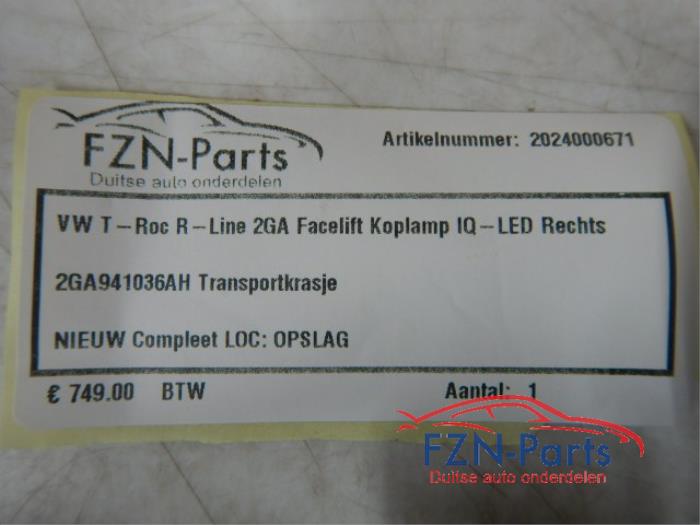 FZN-Parts
Duitse auto onderdelen
Artikelnummer: 2024000671
VW T-Roc R-Line 2GA Facelift Koplamp IQ-LED Rechts
2GA941036AH Transportkrasje
NIEUW Compleet LOC: OPSLAG
€ 749.00 BTW Aantal: 1
FZN-Parts
Duitse auto onderdelen